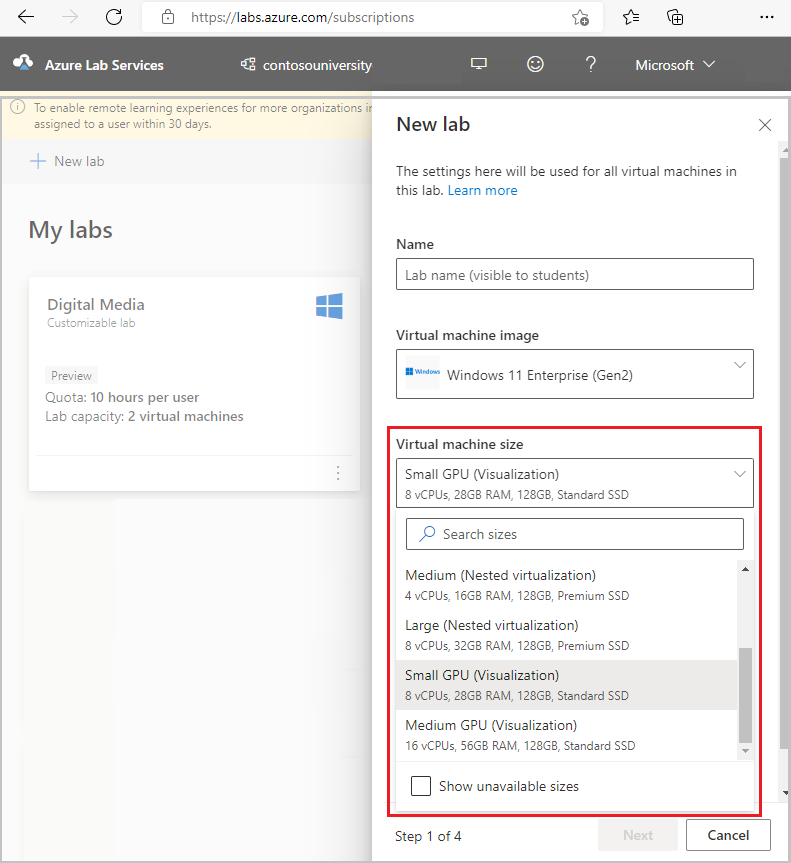 https://labs.azure.com/subscriptions
Azure Lab Services
contosouniversity
?
Microsoft
To enable remote learning experiences for more organizations in
assigned to a user within 30 days.
New lab
My labs
Digital Media
Customizable lab
Preview
Quota: 10 hours per user
Lab capacity: 2 virtual machines
New lab
The settings here will be used for all virtual machines in
this lab. Learn more
Name
Lab name (visible to students)
Virtual machine image
Windows
Windows 11 Enterprise (Gen2)
Virtual machine size
Small GPU (Visualization)
8 vCPUs, 28GB RAM, 128GB, Standard SSD
Search sizes
Medium (Nested virtualization)
4 vCPUs, 16GB RAM, 128GB, Premium SSD
Large (Nested virtualization)
8 vCPUs, 32GB RAM, 128GB, Premium SSD
Small GPU (Visualization)
8 vCPUs, 28GB RAM, 128GB, Standard SSD
Medium GPU (Visualization)
16 vCPUs, 56GB RAM, 128GB, Standard SSD
Show unavailable sizes
Step 1 of 4
Next
Cancel